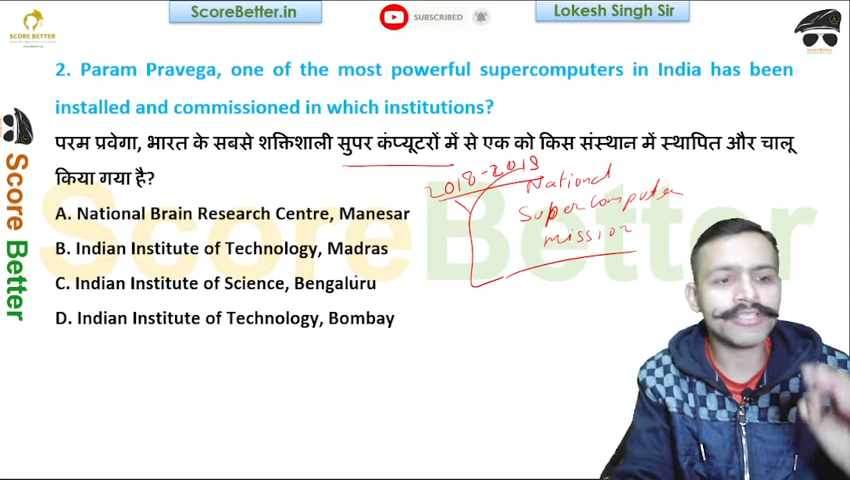 ScoreBetter.in
SUBSCRIBED
Lokesh Singh Sir
SCORE BETTER
ScoreBetter
2. Param Pravega, one of the most powerful supercomputers in India has been
installed and commissioned in which institutions?
परम प्रवेगा, भारत के सबसे शक्तिशाली सुपर कंप्यूटरों में से एक को किस संस्थान में स्थापित और चालू
किया गया है?
2018-2019
National
Supercomputer
mission
A. National Brain Research Centre, Manesar
B. Indian Institute of Technology, Madras
C. Indian Institute of Science, Bengaluru
D. Indian Institute of Technology, Bombay
Score Better
ScoreBetter